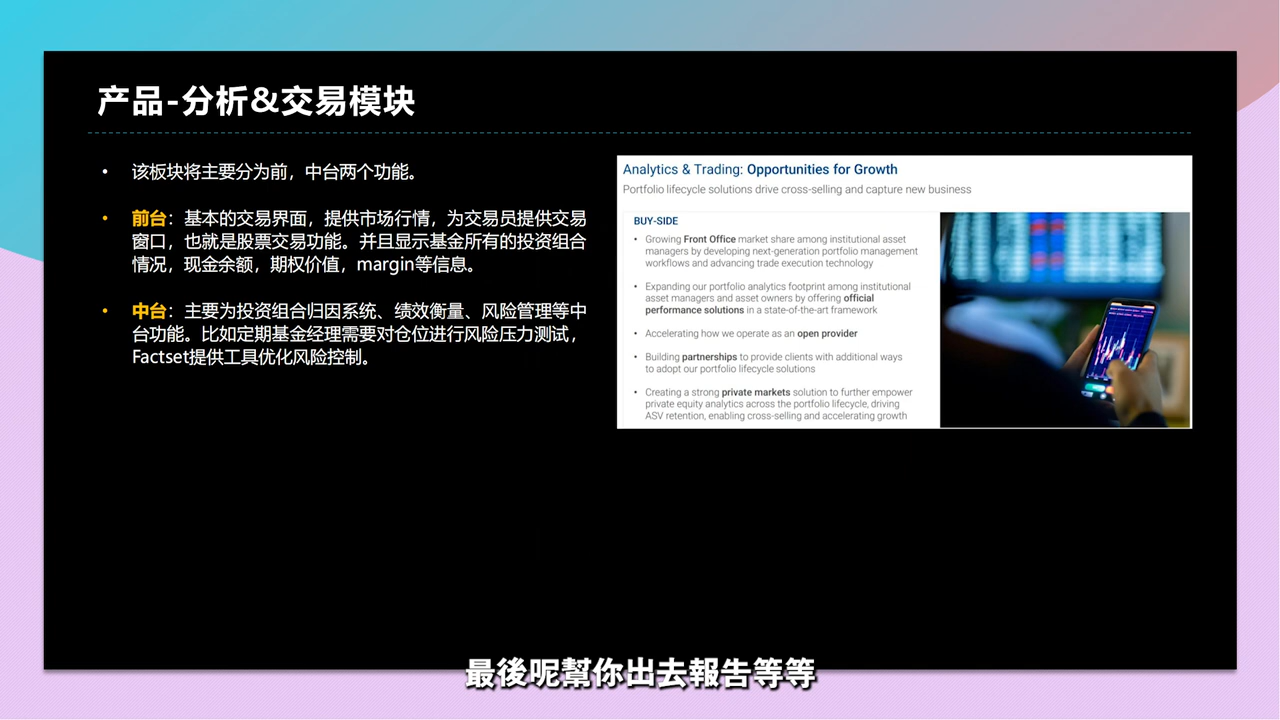 产品-分析&交易模块
• 该板块将主要分为前，中台两个功能。
• 前台：基本的交易界面，提供市场行情，为交易员提供交易
窗口，也就是股票交易功能。并且显示基金所有的投资组合
情况，现金余额，期权价值，margin等信息。
• 中台：主要为投资组合归因系统、绩效衡量、风险管理等中
台功能。比如定期基金经理需要对仓位进行风险压力测试，
Factset提供工具优化风险控制。
Analytics & Trading: Opportunities for Growth
Portfolio lifecycle solutions drive cross-selling and capture new business
BUY-SIDE
• Growing Front Office market share among institutional asset
managers by developing next-generation portfolio management
workflows and advancing trade execution technology
• Expanding our portfolio analytics footprint among institutional
asset managers and asset owners by offering official
performance solutions in a state-of-the-art framework
• Accelerating how we operate as an open provider
• Building partnerships to provide clients with additional ways
to adopt our portfolio lifecycle solutions
• Creating a strong private markets solution to further empower
private equity analytics across the portfolio lifecycle, driving
ASV retention, enabling cross-selling and accelerating growth
最後呢幫你出去報告等等